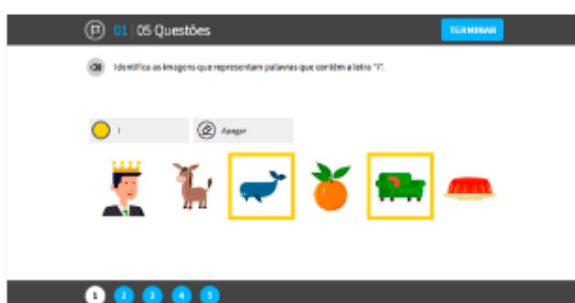 01 | 05 Questões
TERMINAR
Identifica as imagens que representam palavras que contêm a letra "i".
I
Apagar
1 2 3 4 5